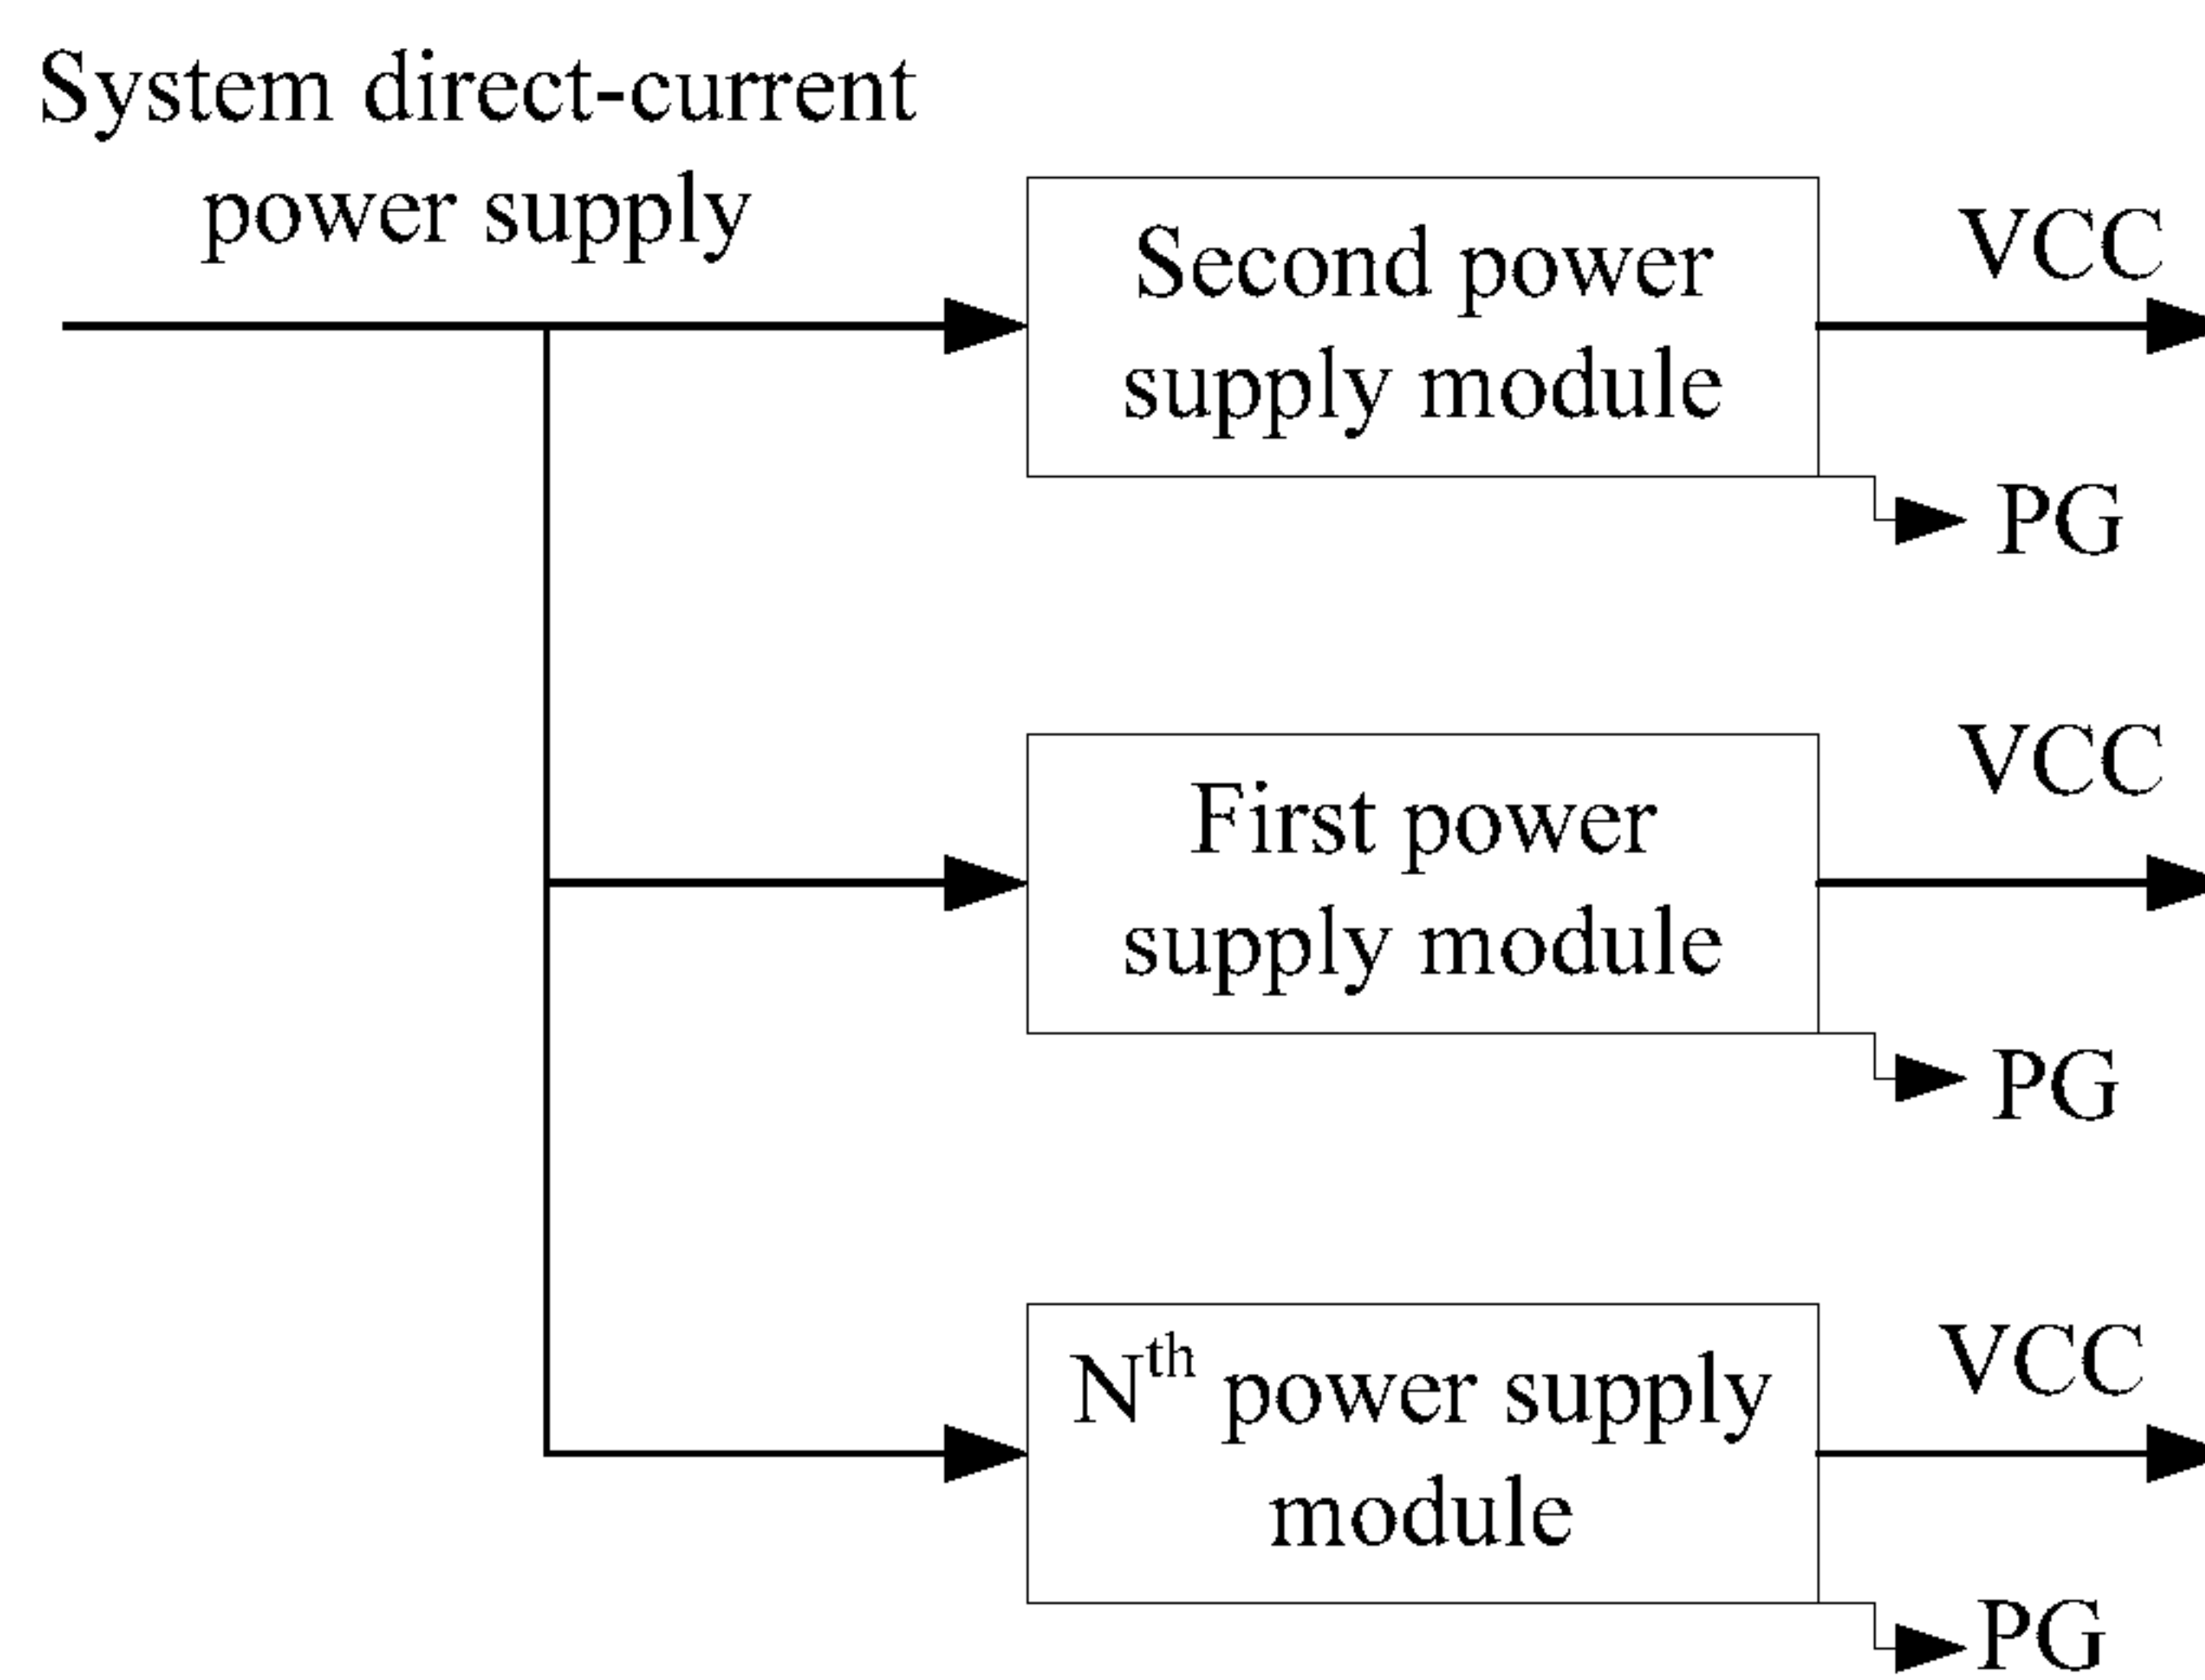 System direct-current
power supply
Second power
supply module
VCC
PG
First power
supply module
VCC
PG
Nth power supply
module
VCC
PG